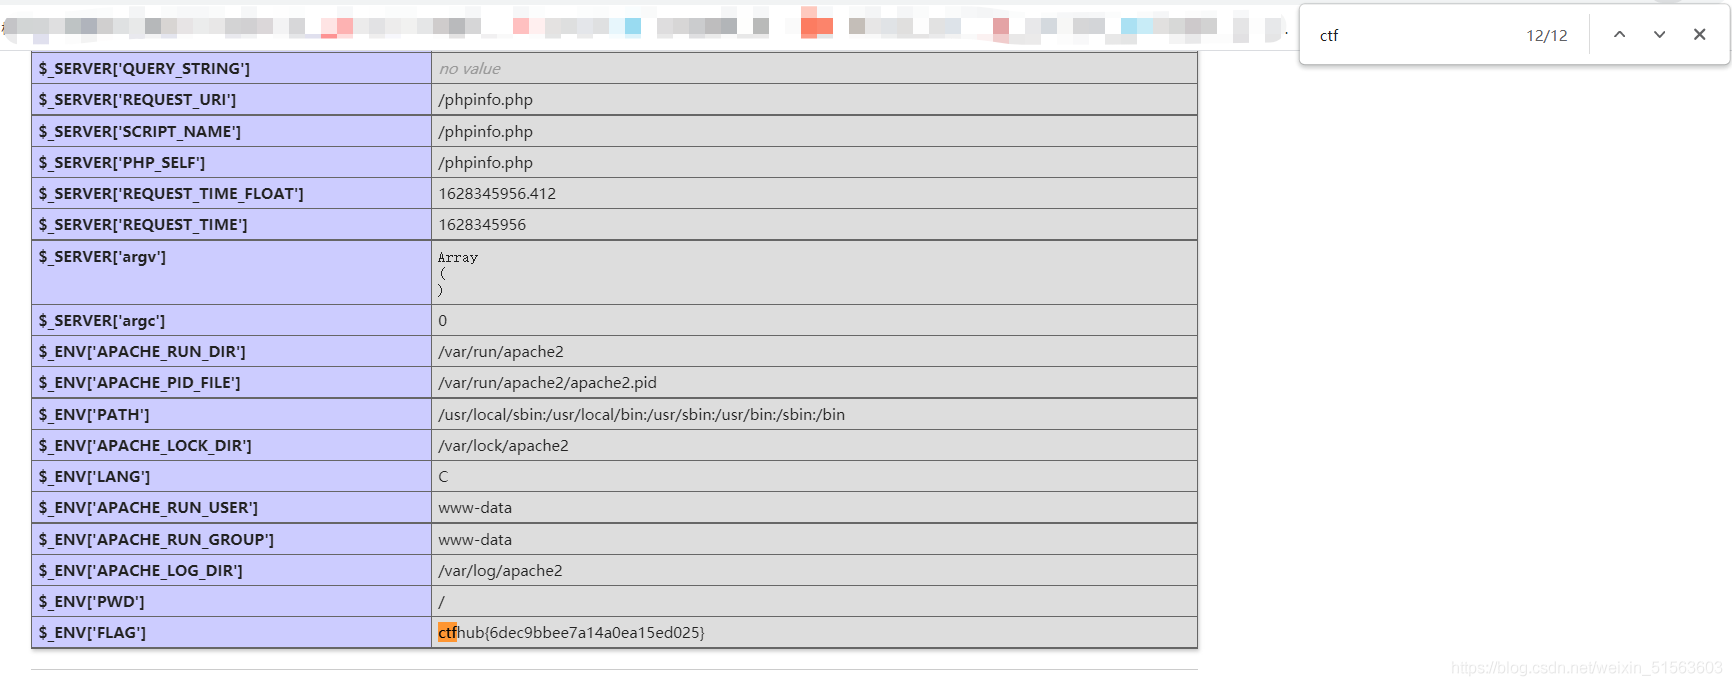 ctf 12/12
$_SERVER['QUERY_STRING'] no value
$_SERVER['REQUEST_URI'] /phpinfo.php
$_SERVER['SCRIPT_NAME'] /phpinfo.php
$_SERVER['PHP_SELF'] /phpinfo.php
$_SERVER['REQUEST_TIME_FLOAT'] 1628345956.412
$_SERVER['REQUEST_TIME'] 1628345956
$_SERVER['argv'] Array
(
)
$_SERVER['argc'] 0
$_ENV['APACHE_RUN_DIR'] /var/run/apache2
$_ENV['APACHE_PID_FILE'] /var/run/apache2/apache2.pid
$_ENV['PATH'] /usr/local/sbin:/usr/local/bin:/usr/sbin:/usr/bin:/sbin:/bin
$_ENV['APACHE_LOCK_DIR'] /var/lock/apache2
$_ENV['LANG'] C
$_ENV['APACHE_RUN_USER'] www-data
$_ENV['APACHE_RUN_GROUP'] www-data
$_ENV['APACHE_LOG_DIR'] /var/log/apache2
$_ENV['PWD'] /
$_ENV['FLAG'] ctfhub{6dec9bbee7a14a0ea15ed025}
https://blog.csdn.net/weixin_51563603